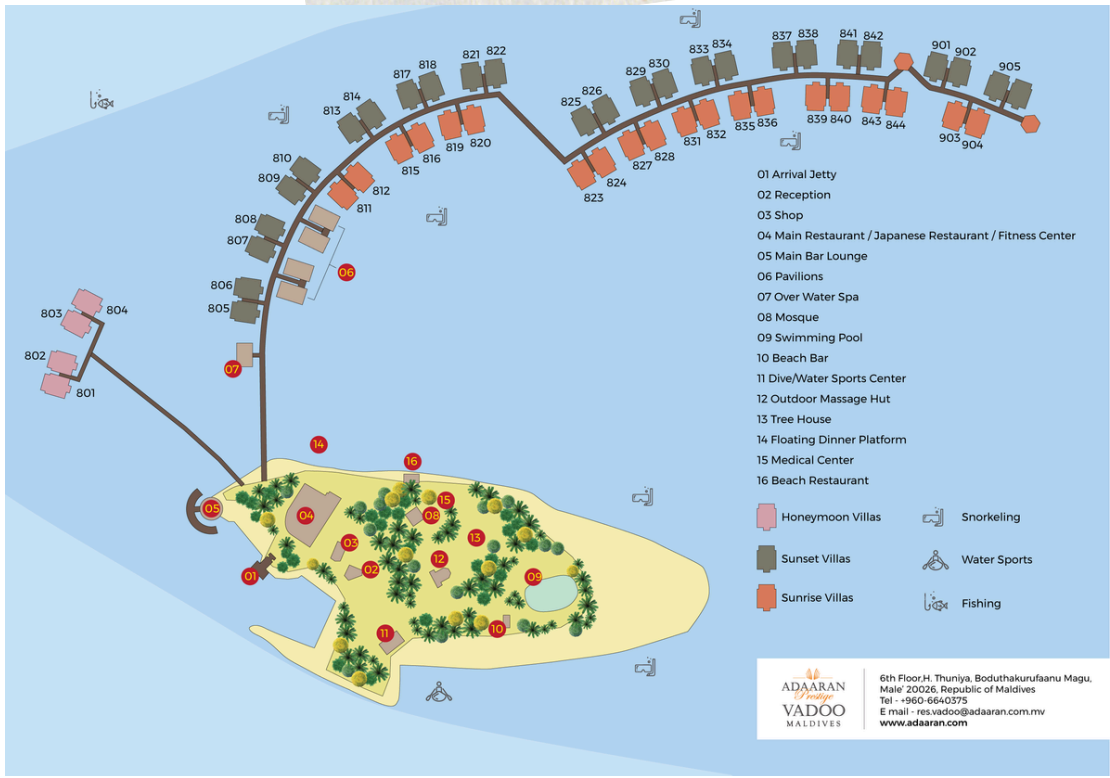 821
822
817
818
813
814
810
809
808
807
806
805
819
820
815
816
812
811
06
07
803
804
802
801
825
826
829
830
833
834
837
838
841
842
901
902
905
823
824
827
828
831
832
835
836
839
840
843
844
903
904
14
16
15
05
04
08
13
03
12
02
01
09
11
10
01 Arrival Jetty
02 Reception
03 Shop
04 Main Restaurant / Japanese Restaurant / Fitness Center
05 Main Bar Lounge
06 Pavilions
07 Over Water Spa
08 Mosque
09 Swimming Pool
10 Beach Bar
11 Dive/Water Sports Center
12 Outdoor Massage Hut
13 Tree House
14 Floating Dinner Platform
15 Medical Center
16 Beach Restaurant
Honeymoon Villas
Sunset Villas
Sunrise Villas
Snorkeling
Water Sports
Fishing
ADAARAN
Prestige
VADOO
MALDIVES
6th Floor,H. Thuniya, Boduthakurufaanu Magu,
Male' 20026, Republic of Maldives
Tel - +960-6640375
E mail - res.vadoo@adaaran.com.mv
www.adaaran.com